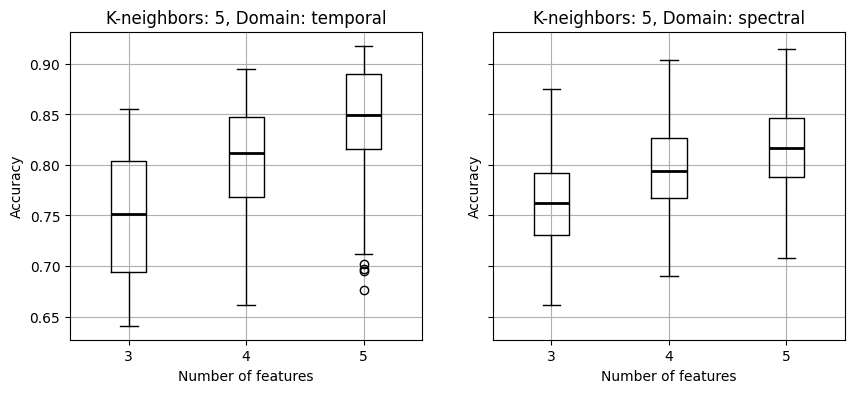 K-neighbors: 5, Domain: temporal
Accuracy
0.90
0.85
0.80
0.75
0.70
0.65
3 4 5
Number of features
K-neighbors: 5, Domain: spectral
Accuracy
3 4 5
Number of features